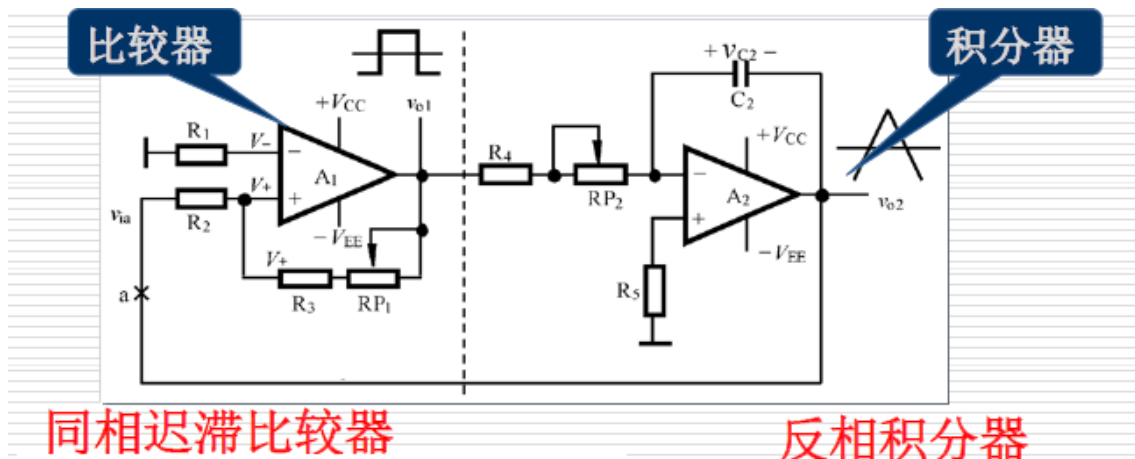 比较器
积分器
+ vC2 −
C2
+VCC
vo1
R1
V−
−
A1
R4
+VCC
−
V+
+
RP2
A2
via
R2
vo2
−VEE
+
−VEE
V+
R5
a
R3
RP1
同相迟滞比较器
反相积分器